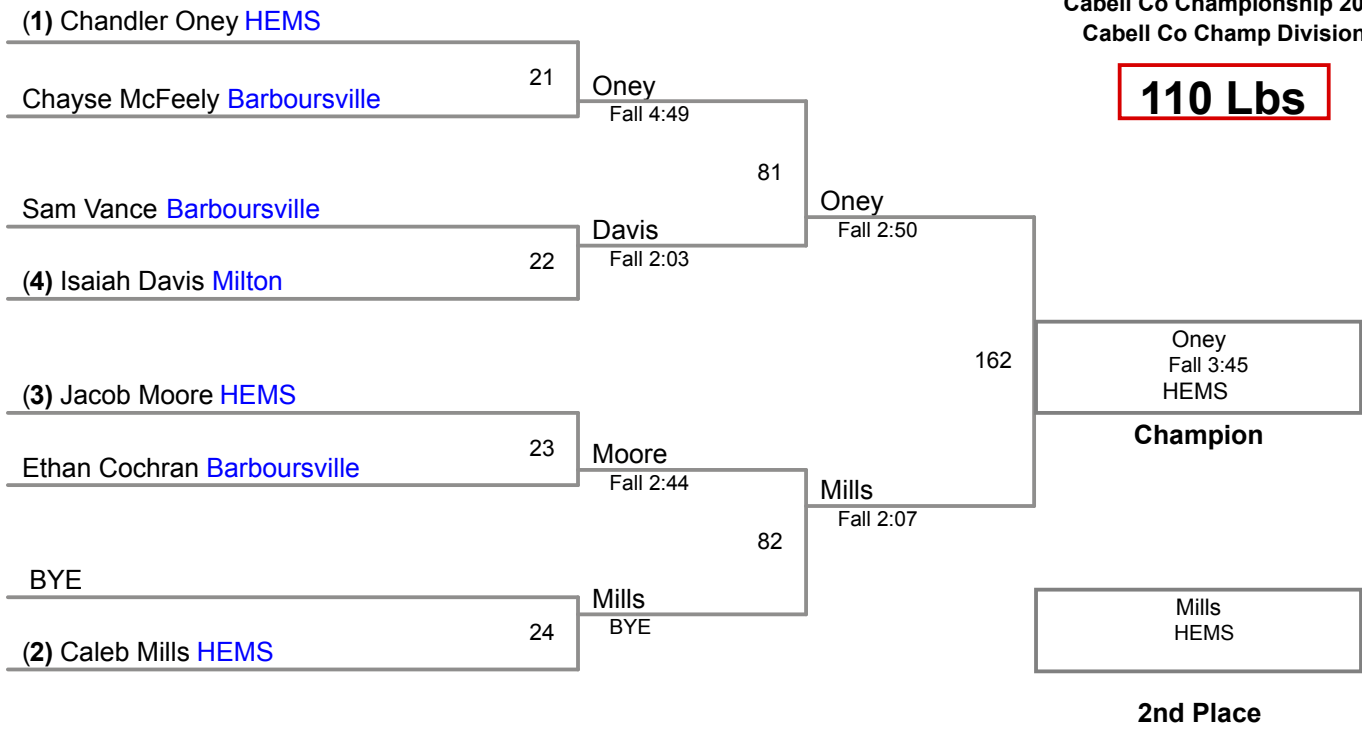 Cabell Co Championship 20
Cabell Co Champ Division
110 Lbs
(1) Chandler Oney HEMS
21
Chayse McFeely Barboursville
Oney
Fall 4:49
81
Sam Vance Barboursville
22
(4) Isaiah Davis Milton
Davis
Fall 2:03
Oney
Fall 2:50
162
(3) Jacob Moore HEMS
23
Ethan Cochran Barboursville
Moore
Fall 2:44
82
BYE
24
(2) Caleb Mills HEMS
Mills
BYE
Mills
Fall 2:07
Oney
Fall 3:45
HEMS
Champion
Mills
HEMS
2nd Place